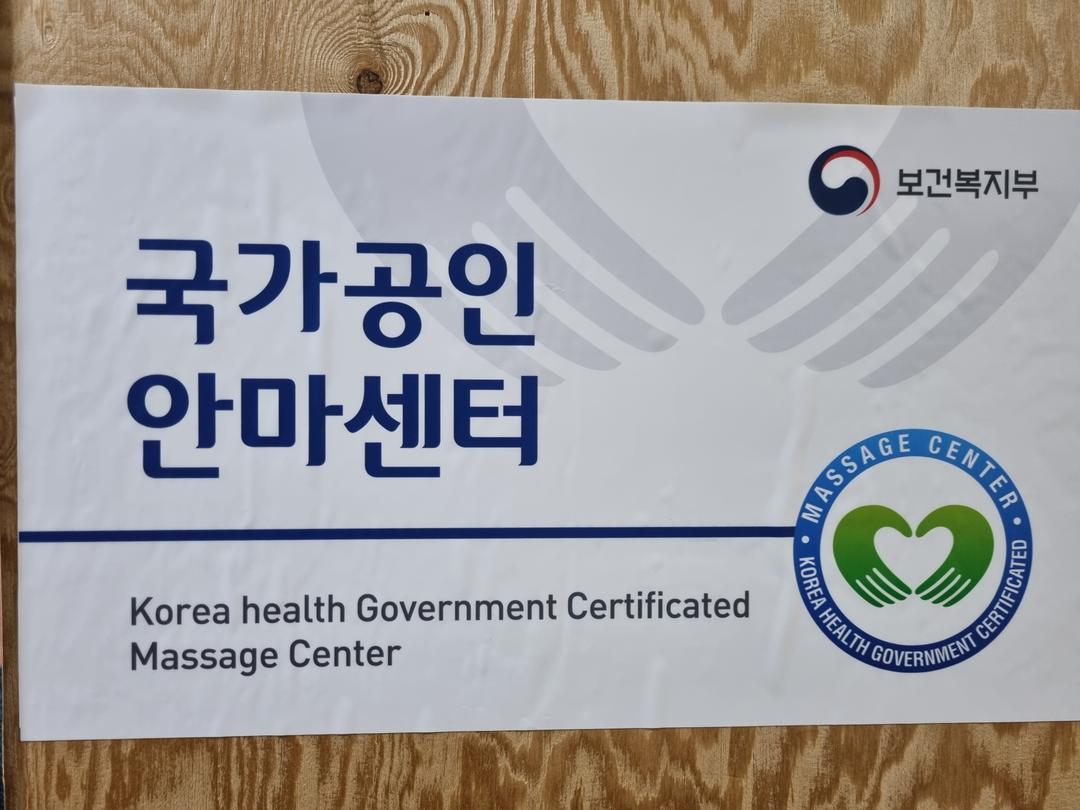 보건복지부
국가공인
안마센터
Korea health Government Certificated
Massage Center
MASSAGE CENTER
KOREA HEALTH GOVERNMENT CERTIFICATED